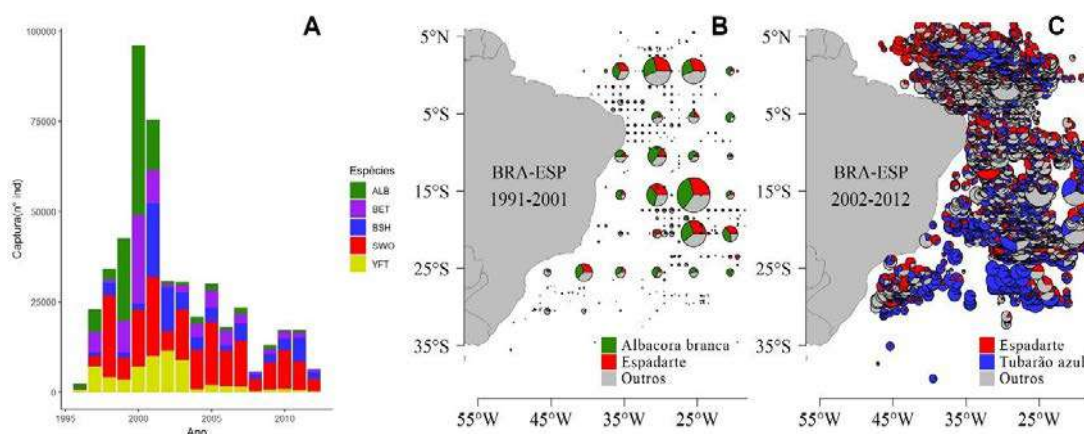 A
Captura(n° ind)
100000
75000
50000
25000
0
1995
2000
2005
2010
Ano
Espécies
ALB
BET
BSH
SWO
YFT
B
5°N
5°S
15°S
25°S
35°S
BRA-ESP
1991-2001
Albacora branca
Espadarte
Outros
55°W
45°W
35°W
25°W
C
5°N
5°S
15°S
25°S
35°S
BRA-ESP
2002-2012
Espadarte
Tubarão azul
Outros
55°W
45°W
35°W
25°W